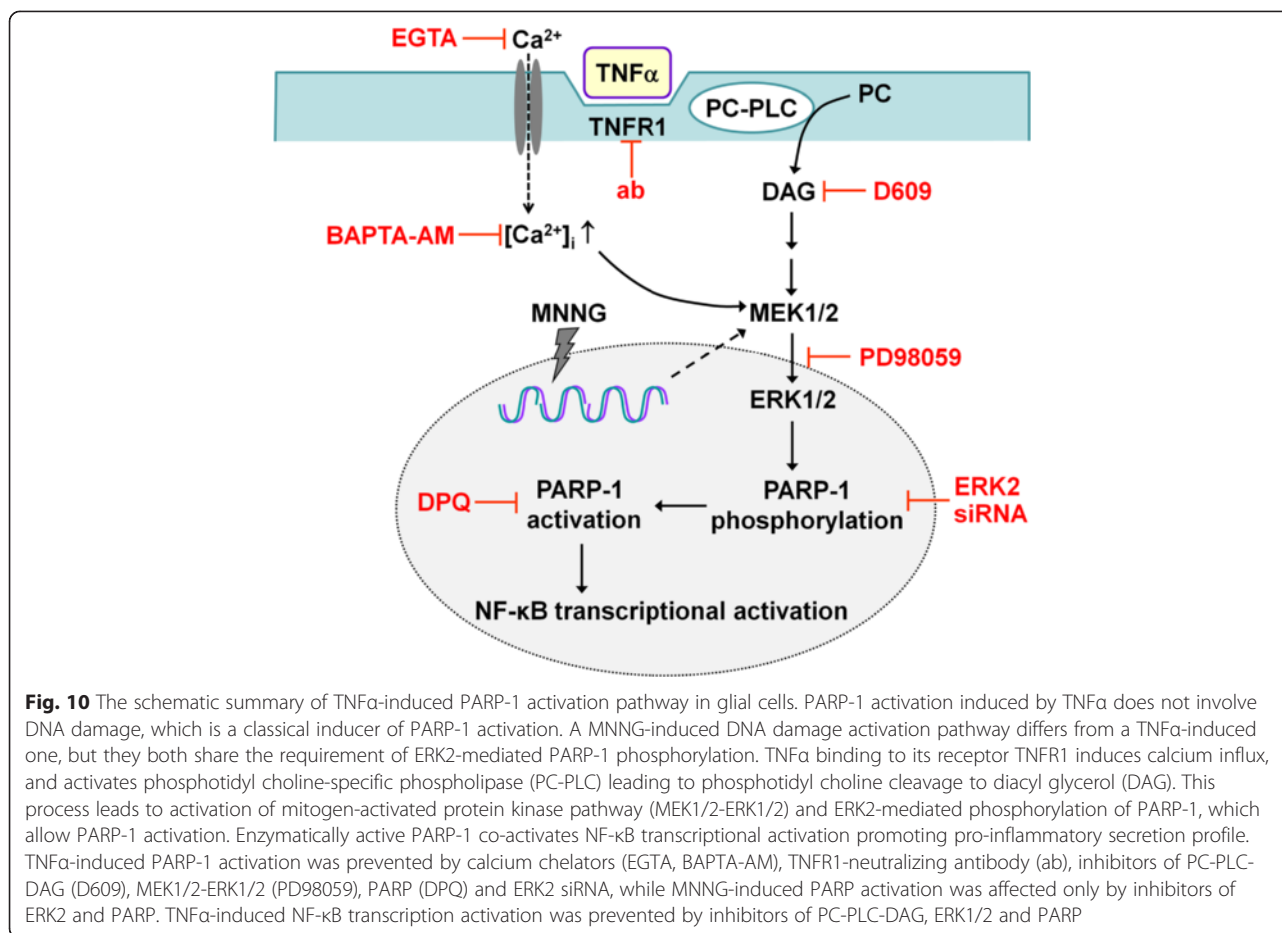 EGTA
Ca²⁺
TNFα
TNFR1
PC-PLC
PC
ab
DAG
D609
BAPTA-AM
[Ca²⁺]ᵢ ↑
MNNG
MEK1/2
PD98059
ERK1/2
DPQ
PARP-1
activation
PARP-1
phosphorylation
ERK2
siRNA
NF-κB transcriptional activation
Fig. 10 The schematic summary of TNFα-induced PARP-1 activation pathway in glial cells. PARP-1 activation induced by TNFα does not involve
DNA damage, which is a classical inducer of PARP-1 activation. A MNNG-induced DNA damage activation pathway differs from a TNFα-induced
one, but they both share the requirement of ERK2-mediated PARP-1 phosphorylation. TNFα binding to its receptor TNFR1 induces calcium influx,
and activates phosphotidyl choline-specific phospholipase (PC-PLC) leading to phosphotidyl choline cleavage to diacyl glycerol (DAG). This
process leads to activation of mitogen-activated protein kinase pathway (MEK1/2-ERK1/2) and ERK2-mediated phosphorylation of PARP-1, which
allow PARP-1 activation. Enzymatically active PARP-1 co-activates NF-κB transcriptional activation promoting pro-inflammatory secretion profile.
TNFα-induced PARP-1 activation was prevented by calcium chelators (EGTA, BAPTA-AM), TNFR1-neutralizing antibody (ab), inhibitors of PC-PLC-
DAG (D609), MEK1/2-ERK1/2 (PD98059), PARP (DPQ) and ERK2 siRNA, while MNNG-induced PARP activation was affected only by inhibitors of
ERK2 and PARP. TNFα-induced NF-κB transcription activation was prevented by inhibitors of PC-PLC-DAG, ERK1/2 and PARP